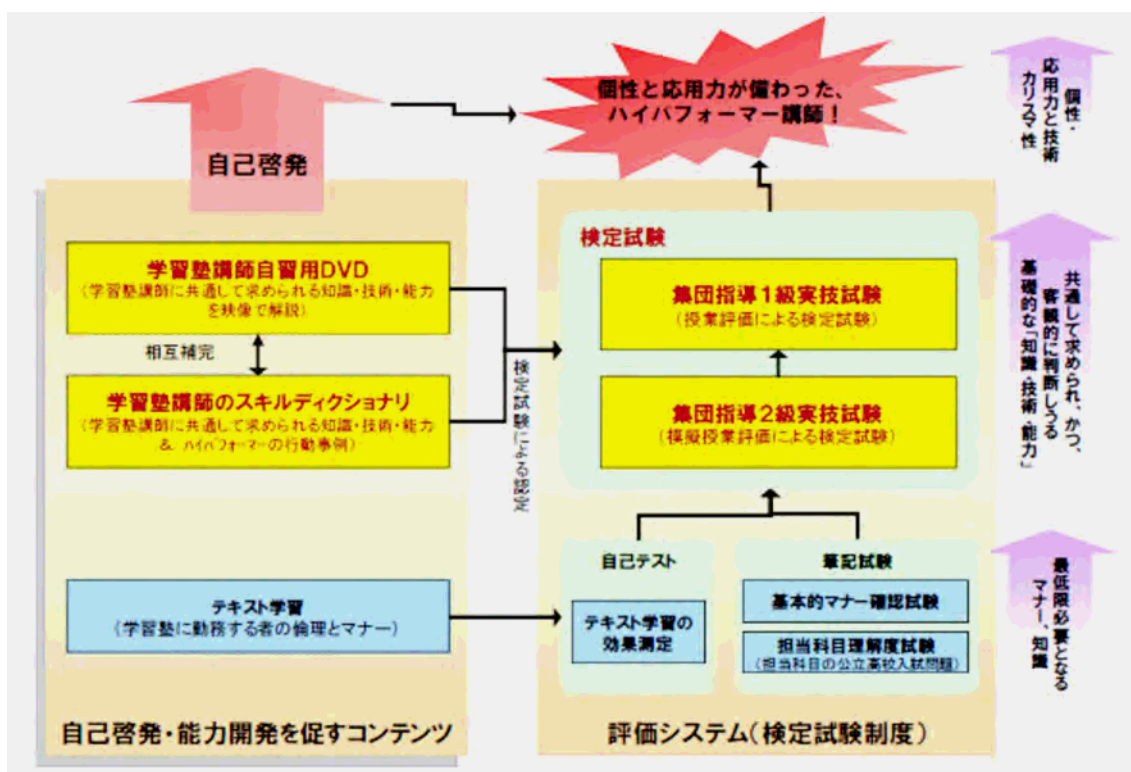 個性と応用力が備わった、
ハイパフォーマー講師！
自己啓発
学習塾講師自習用DVD
（学習塾講師に共通して求められる知識・技術・能力
を映像で解説）
相互補完
学習塾講師のスキルディクショナリ
（学習塾講師に共通して求められる知識・技術・能力
& ハイパフォーマーの行動事例）
テキスト学習
（学習塾に勤務する者の倫理とマナー）
自己啓発・能力開発を促すコンテンツ
検定試験による認定
検定試験
集団指導1級実技試験
（授業評価による検定試験）
集団指導2級実技試験
（模擬授業評価による検定試験）
自己テスト
テキスト学習の
効果測定
筆記試験
基本的マナー確認試験
担当科目理解度試験
（担当科目の公立高校入試問題）
評価システム（検定試験制度）
個性・
応用力と技術
カリスマ性
共通して求められ、かつ、
客観的に判断しうる
基礎的な「知識・技術・能力」
最低限必要となる
マナー、知識